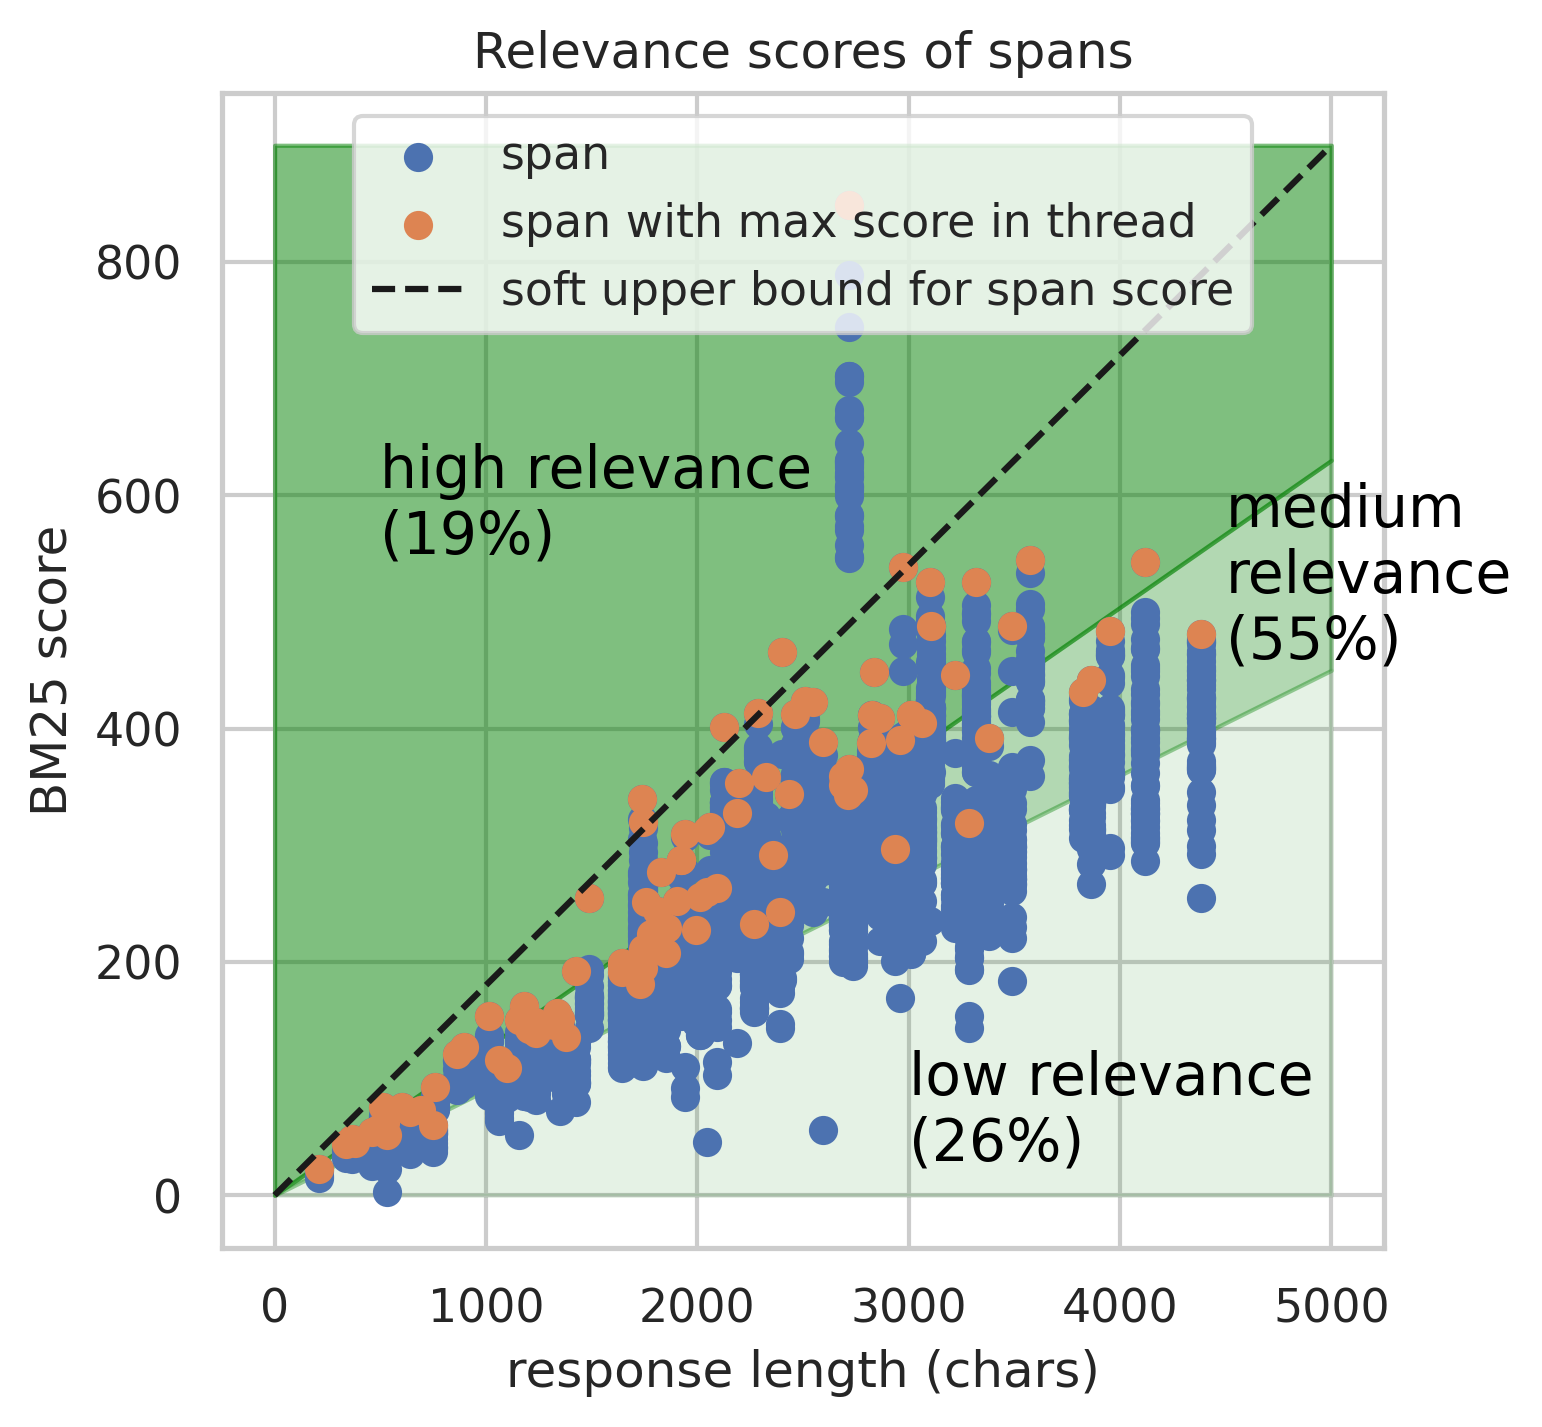 Relevance scores of spans
span
span with max score in thread
soft upper bound for span score
high relevance
(19%)
medium
relevance
(55%)
low relevance
(26%)
BM25 score
800
600
400
200
0
0 1000 2000 3000 4000 5000
response length (chars)